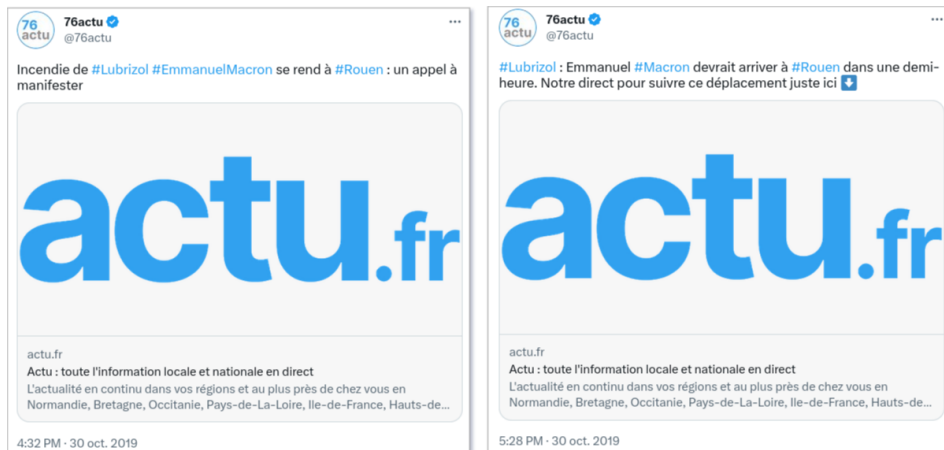 76
actu
76actu
@76actu
Incendie de #Lubrizol #EmmanuelMacron se rend à #Rouen : un appel à
manifester
actu.fr
actu.fr
Actu : toute l'information locale et nationale en direct
L'actualité en continu dans vos régions et au plus près de chez vous en
Normandie, Bretagne, Occitanie, Pays-de-La-Loire, Ile-de-France, Hauts-de...
4:32 PM · 30 oct. 2019
76
actu
76actu
@76actu
#Lubrizol : Emmanuel #Macron devrait arriver à #Rouen dans une demi-
heure. Notre direct pour suivre ce déplacement juste ici ⬇️
actu.fr
actu.fr
Actu : toute l'information locale et nationale en direct
L'actualité en continu dans vos régions et au plus près de chez vous en
Normandie, Bretagne, Occitanie, Pays-de-La-Loire, Ile-de-France, Hauts-de...
5:28 PM · 30 oct. 2019